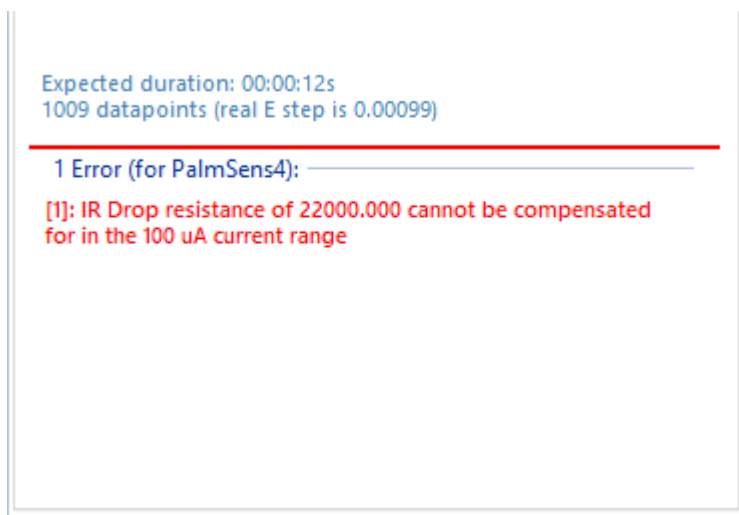 Expected duration: 00:00:12s
1009 datapoints (real E step is 0.00099)
1 Error (for PalmSens4):
[1]: IR Drop resistance of 22000.000 cannot be compensated
for in the 100 uA current range